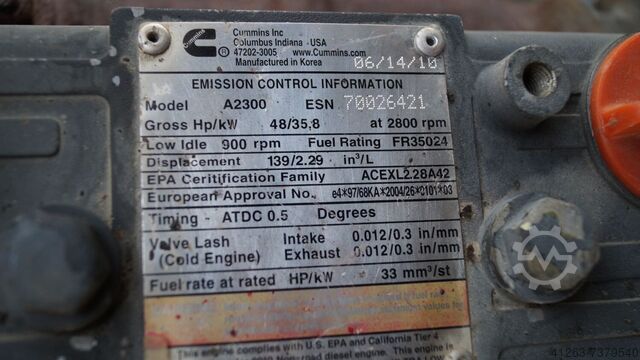 Cummins Inc
Columbus Indiana - USA
47202-3005 www.Cummins.com
Manufactured in Korea 06/14/10
EMISSION CONTROL INFORMATION
Model A2300 ESN 70026421
Gross Hp/kW 48/35,8 at 2800 rpm
Low Idle 900 rpm Fuel Rating FR35024
Displacement 139/2.29 in³/L
EPA Ceritification Family ACEXL2.28A42
European Approval No. e4*97/68KA*2004/26*0101*03
Timing - ATDC 0.5 Degrees
Valve Lash Intake 0.012/0.3 in/mm
(Cold Engine) Exhaust 0.012/0.3 in/mm
Fuel rate at rated HP/kW 33 mm³/st
This engine complies with U.S. EPA and California Tier 4